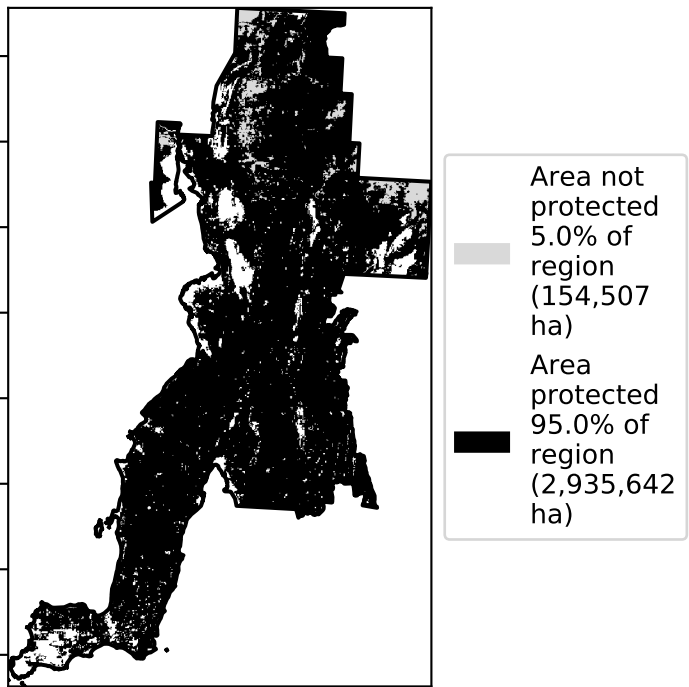 Area not
protected
5.0% of
region
(154,507
ha)
Area
protected
95.0% of
region
(2,935,642
ha)